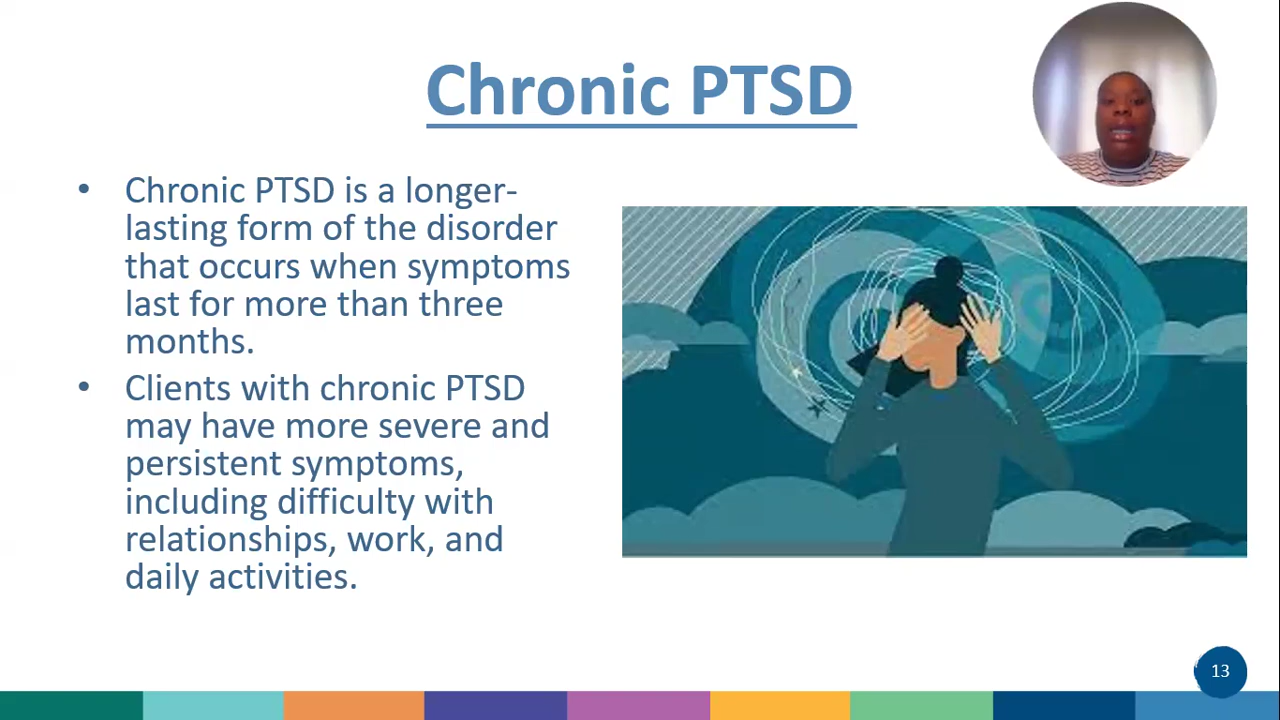 Chronic PTSD
• Chronic PTSD is a longer-
lasting form of the disorder
that occurs when symptoms
last for more than three
months.
• Clients with chronic PTSD
may have more severe and
persistent symptoms,
including difficulty with
relationships, work, and
daily activities.
13